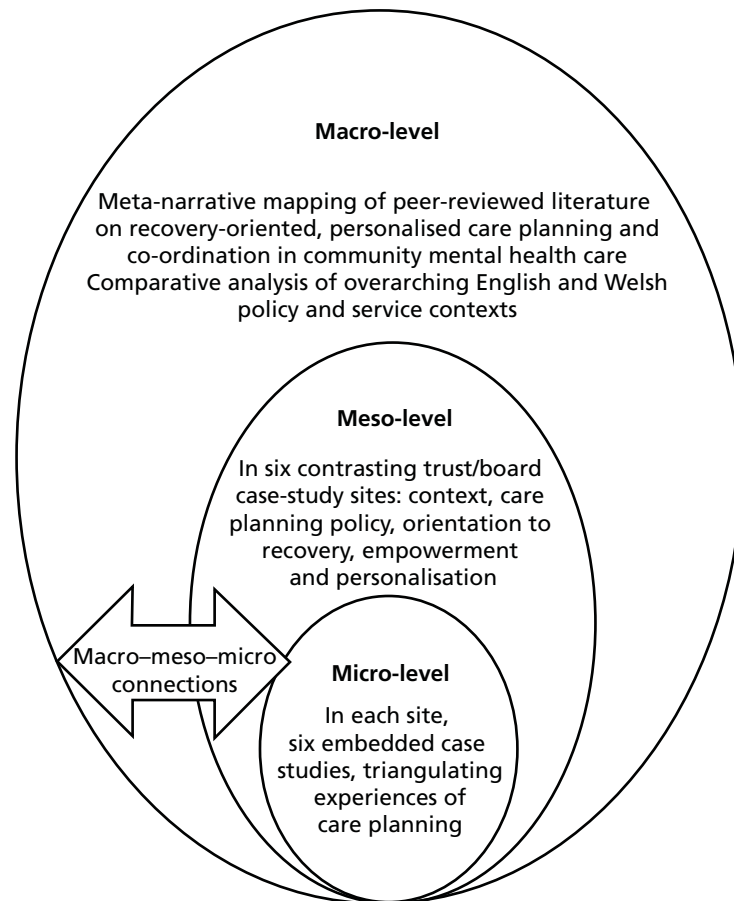 Macro-level
Meta-narrative mapping of peer-reviewed literature
on recovery-oriented, personalised care planning and
co-ordination in community mental health care
Comparative analysis of overarching English and Welsh
policy and service contexts
Meso-level
In six contrasting trust/board
case-study sites: context, care
planning policy, orientation to
recovery, empowerment
and personalisation
Macro–meso–micro
connections
Micro-level
In each site,
six embedded case
studies, triangulating
experiences of
care planning